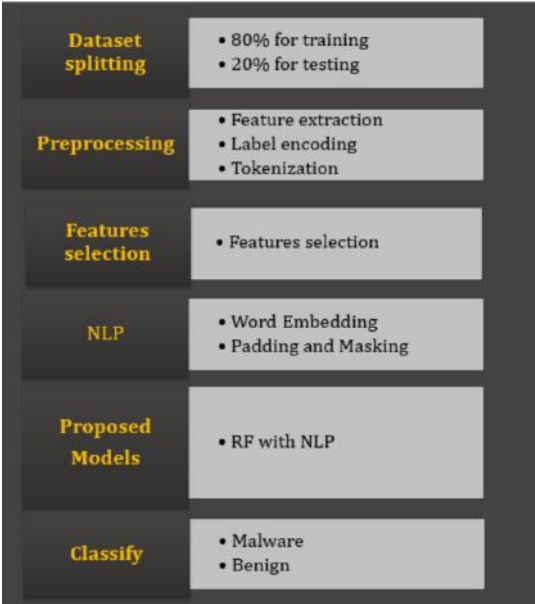 Dataset
splitting
• 80% for training
• 20% for testing
Preprocessing
• Feature extraction
• Label encoding
• Tokenization
Features
selection
• Features selection
NLP
• Word Embedding
• Padding and Masking
Proposed
Models
• RF with NLP
Classify
• Malware
• Benign